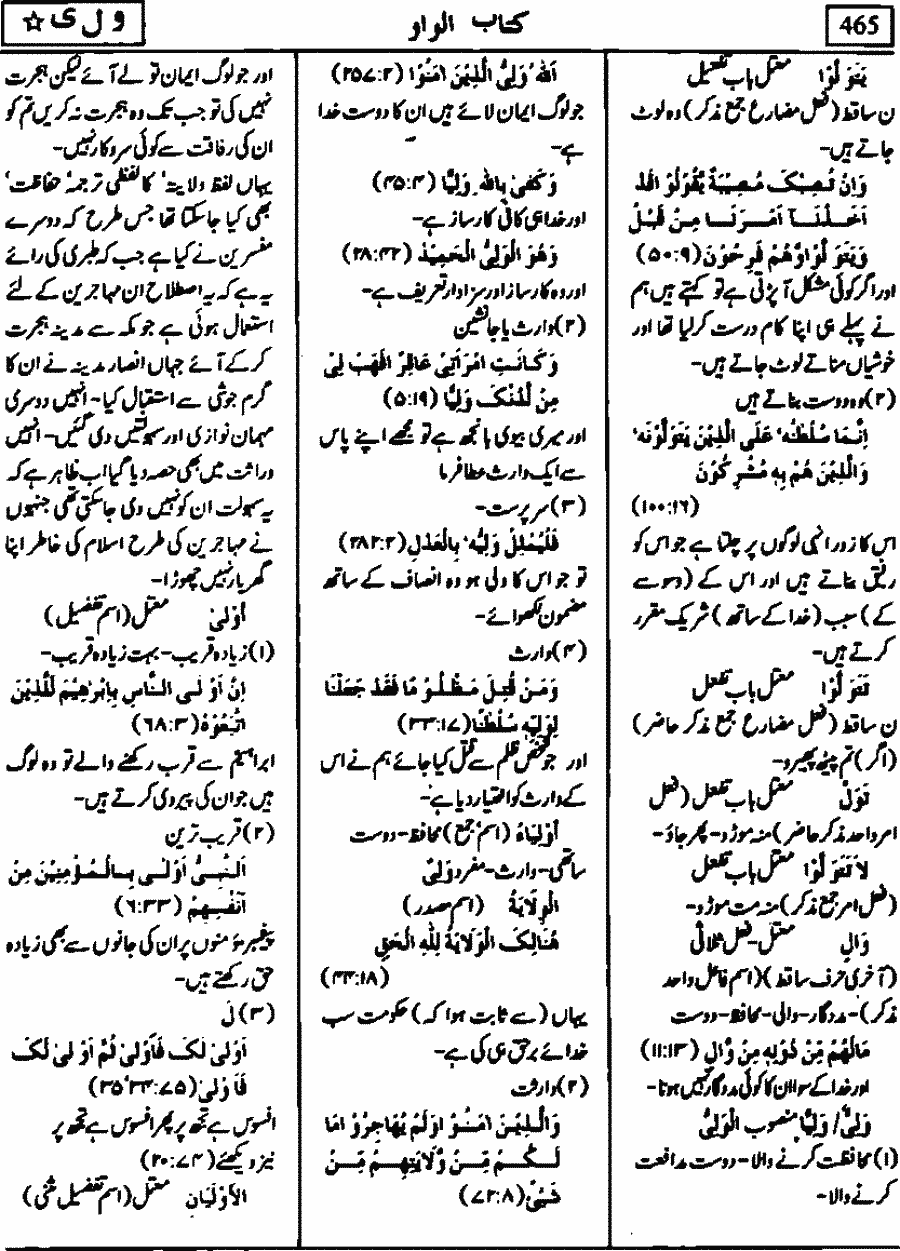 465
کتاب الواو
و ل ی ☆
يَتَوَلَّوْا معتل باب تفعیل
ن ساقط (فعل مضارع جمع مذکر) وہ لوٹ
جاتے ہیں-
وَاِنْ تُصِبْکَ مُصِيْبَةٌ يَّقُوْلُوْا قَدْ
اَخَذْنَآ اَمْرَنَا مِنْ قَبْلُ
وَيَتَوَلَّوْا وَّهُمْ فَرِحُوْنَ (۵۰:۹)
اور اگر کوئی مشکل آ پڑتی ہے تو کہتے ہیں ہم
نے پہلے ہی اپنا کام درست کرلیا تھا اور
خوشیاں مناتے لوٹ جاتے ہیں-
(۲) وہ دوست بناتے ہیں
اِنَّمَا سُلْطٰنُهٗ عَلَى الَّذِيْنَ يَتَوَلَّوْنَهٗ
وَالَّذِيْنَ هُمْ بِهٖ مُشْرِكُوْنَ
(۱۰۰:۱۶)
اس کا زور انہی لوگوں پر چلتا ہے جو اس کو
رفیق بناتے ہیں اور اس کے (وسوسے
کے) سبب (خدا کے ساتھ) شریک مقرر
کرتے ہیں-
تَوَلَّوْا معتل باب تفعل
ن ساقط (فعل مضارع جمع مذکر حاضر)
(اگر) تم پیٹھ پھیرو-
تَوَلَّ معتل باب تفعل (فعل
امر واحد مذکر حاضر) منہ موڑو- پھر جاؤ-
لَا تَتَوَلَّوْا معتل باب تفعل
(فعل امر جمع مذکر) منہ مت موڑو-
وَالٍ معتل- فعل ثلاثی
(آخری حرف ساقط) (اسم فاعل واحد
مذکر)- مددگار- والی- محافظ- دوست
مَالَهُمْ مِّنْ دُوْنِهٖ مِنْ وَّالٍ (۱۱:۱۳)
اور خدا کے سوا ان کا کوئی مددگار نہیں ہوتا-
وَلِيٌّ/ وَلِيًّا منصوب الْوَلِيُّ
(۱) محافظت کرنے والا- دوست مدافعت
کرنے والا-
اَللّٰهُ وَلِيُّ الَّذِيْنَ اٰمَنُوْا (۲۵۷:۲)
جو لوگ ایمان لائے ہیں ان کا دوست خدا
ہے-
وَكَفٰى بِاللّٰهِ وَلِيًّا (۴۵:۴)
اور خدا ہی کافی کارساز ہے-
وَهُوَ الْوَلِيُّ الْحَمِيْدُ (۲۸:۴۲)
اور وہ کارساز اور سزاوار تعریف ہے-
(۲) وارث یا جانشین
وَكَانَتِ امْرَاَتِىْ عَاقِرًا فَهَبْ لِىْ
مِنْ لَّدُنْكَ وَلِيًّا (۵:۱۹)
اور میری بیوی بانجھ ہے تو مجھے اپنے پاس
سے ایک وارث عطا فرما
(۳) سرپرست-
فَلْيُمْلِلْ وَلِيُّهٗ بِالْعَدْلِ (۲۸۲:۲)
تو جو اس کا ولی ہو وہ انصاف کے ساتھ
مضمون لکھوائے-
(۴) وارث
وَمَنْ قُتِلَ مَظْلُوْمًا فَقَدْ جَعَلْنَا
لِوَلِيِّهٖ سُلْطٰنًا (۳۳:۱۷)
اور جو شخص ظلم سے قتل کیا جائے ہم نے اس
کے وارث کو اختیار دیا ہے-
اَوْلِيَاءُ (اسم جمع) محافظ- دوست
ساتھی- وارث- مفرد وَلِيٌّ
الْوِلَايَةُ (اسم مصدر)
هُنَالِكَ الْوَلَايَةُ لِلّٰهِ الْحَقِّ
(۴۴:۱۸)
یہاں (سے ثابت ہوا کہ) حکومت سب
خدائے برحق ہی کی ہے-
(۲) وارثت
وَالَّذِيْنَ اٰمَنُوْا وَلَمْ يُهَاجِرُوْا مَا
لَكُمْ مِّنْ وَّلَايَتِهِمْ مِّنْ
شَيْءٍ (۷۲:۸)
اور جو لوگ ایمان تو لے آئے لیکن ہجرت
نہیں کی تو جب تک وہ ہجرت نہ کریں تم کو
ان کی رفاقت سے کوئی سروکار نہیں-
یہاں لفظ ولایة کا لفظی ترجمہ 'حفاظت'
بھی کیا جاسکتا تھا جس طرح کہ دوسرے
مفسرین نے کیا ہے جب کہ طبری کی رائے
یہ ہے کہ یہ اصطلاح ان مہاجرین کے لئے
استعمال ہوئی ہے جو مکہ سے مدینہ ہجرت
کر کے آئے جہاں انصار مدینہ نے ان کا
گرم جوشی سے استقبال کیا- انہیں دوسری
مہمان نوازی اور سہولتیں دی گئیں- انہیں
وراثت میں بھی حصہ دیا گیا اب ظاہر ہے کہ
یہ سہولت ان کو نہیں دی جاسکتی تھی جنہوں
نے مہاجرین کی طرح اسلام کی خاطر اپنا
گھر بار نہیں چھوڑا-
اَوْلٰى معتل (اسم تفضیل)
(۱) زیادہ قریب- بہت زیادہ قریب-
اِنَّ اَوْلَى النَّاسِ بِاِبْرٰهِيْمَ لَلَّذِيْنَ
اتَّبَعُوْهُ (۶۸:۳)
ابراہیم سے قرب رکھنے والے تو وہ لوگ
ہیں جو ان کی پیروی کرتے ہیں-
(۲) قریب ترین
اَلنَّبِيُّ اَوْلٰى بِالْمُؤْمِنِيْنَ مِنْ
اَنْفُسِهِمْ (۶:۳۳)
پیغمبر مومنوں پر ان کی جانوں سے بھی زیادہ
حق رکھتے ہیں-
(۳) لَ
اَوْلٰى لَكَ فَاَوْلٰى ثُمَّ اَوْلٰى لَكَ
فَاَوْلٰى (۳۵٬۳۴:۷۵)
افسوس ہے تجھ پر پھر افسوس ہے تجھ پر
نیز دیکھئے (۲۰:۷۴)
الْاَوْلَيَانِ معتل (اسم تفضیل مثنی)